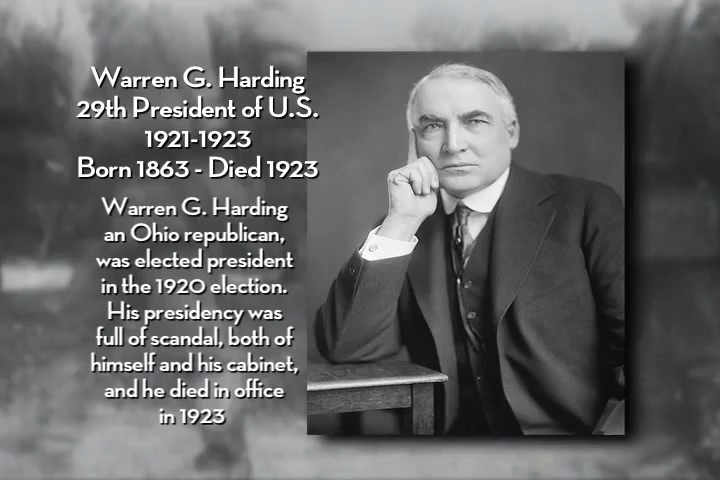 Warren G. Harding
29th President of U.S.
1921-1923
Born 1863 - Died 1923
Warren G. Harding
an Ohio republican,
was elected president
in the 1920 election.
His presidency was
full of scandal, both of
himself and his cabinet,
and he died in office
in 1923